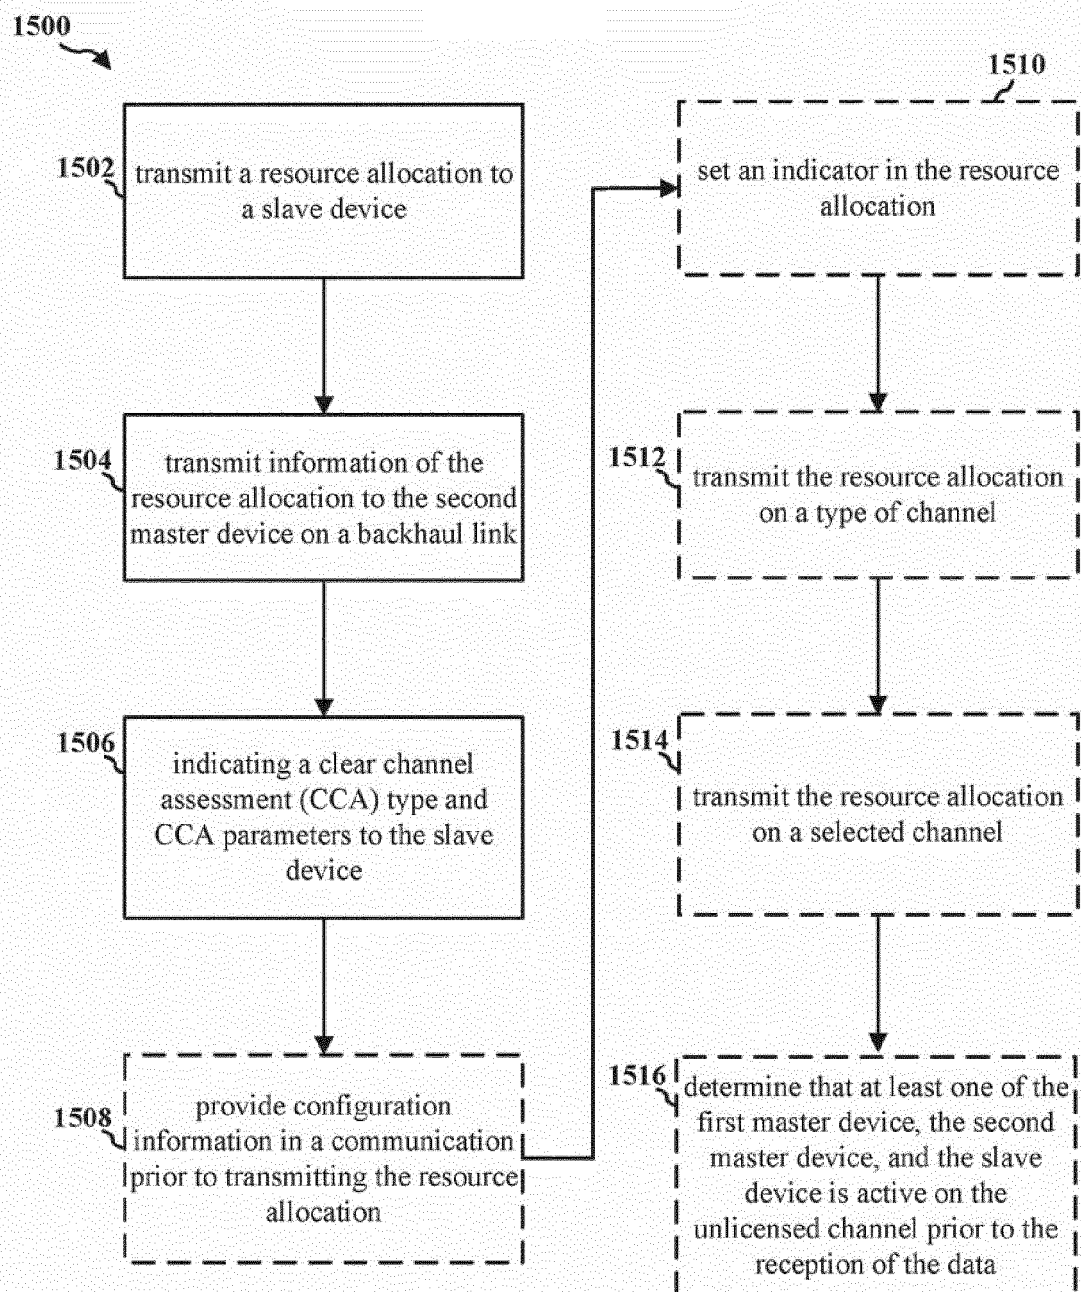 1500
1502
transmit a resource allocation to
a slave device
1504
transmit information of the
resource allocation to the second
master device on a backhaul link
1506
indicating a clear channel
assessment (CCA) type and
CCA parameters to the slave
device
1508
provide configuration
information in a communication
prior to transmitting the resource
allocation
1510
set an indicator in the resource
allocation
1512
transmit the resource allocation
on a type of channel
1514
transmit the resource allocation
on a selected channel
1516
determine that at least one of the
first master device, the second
master device, and the slave
device is active on the
unlicensed channel prior to the
reception of the data